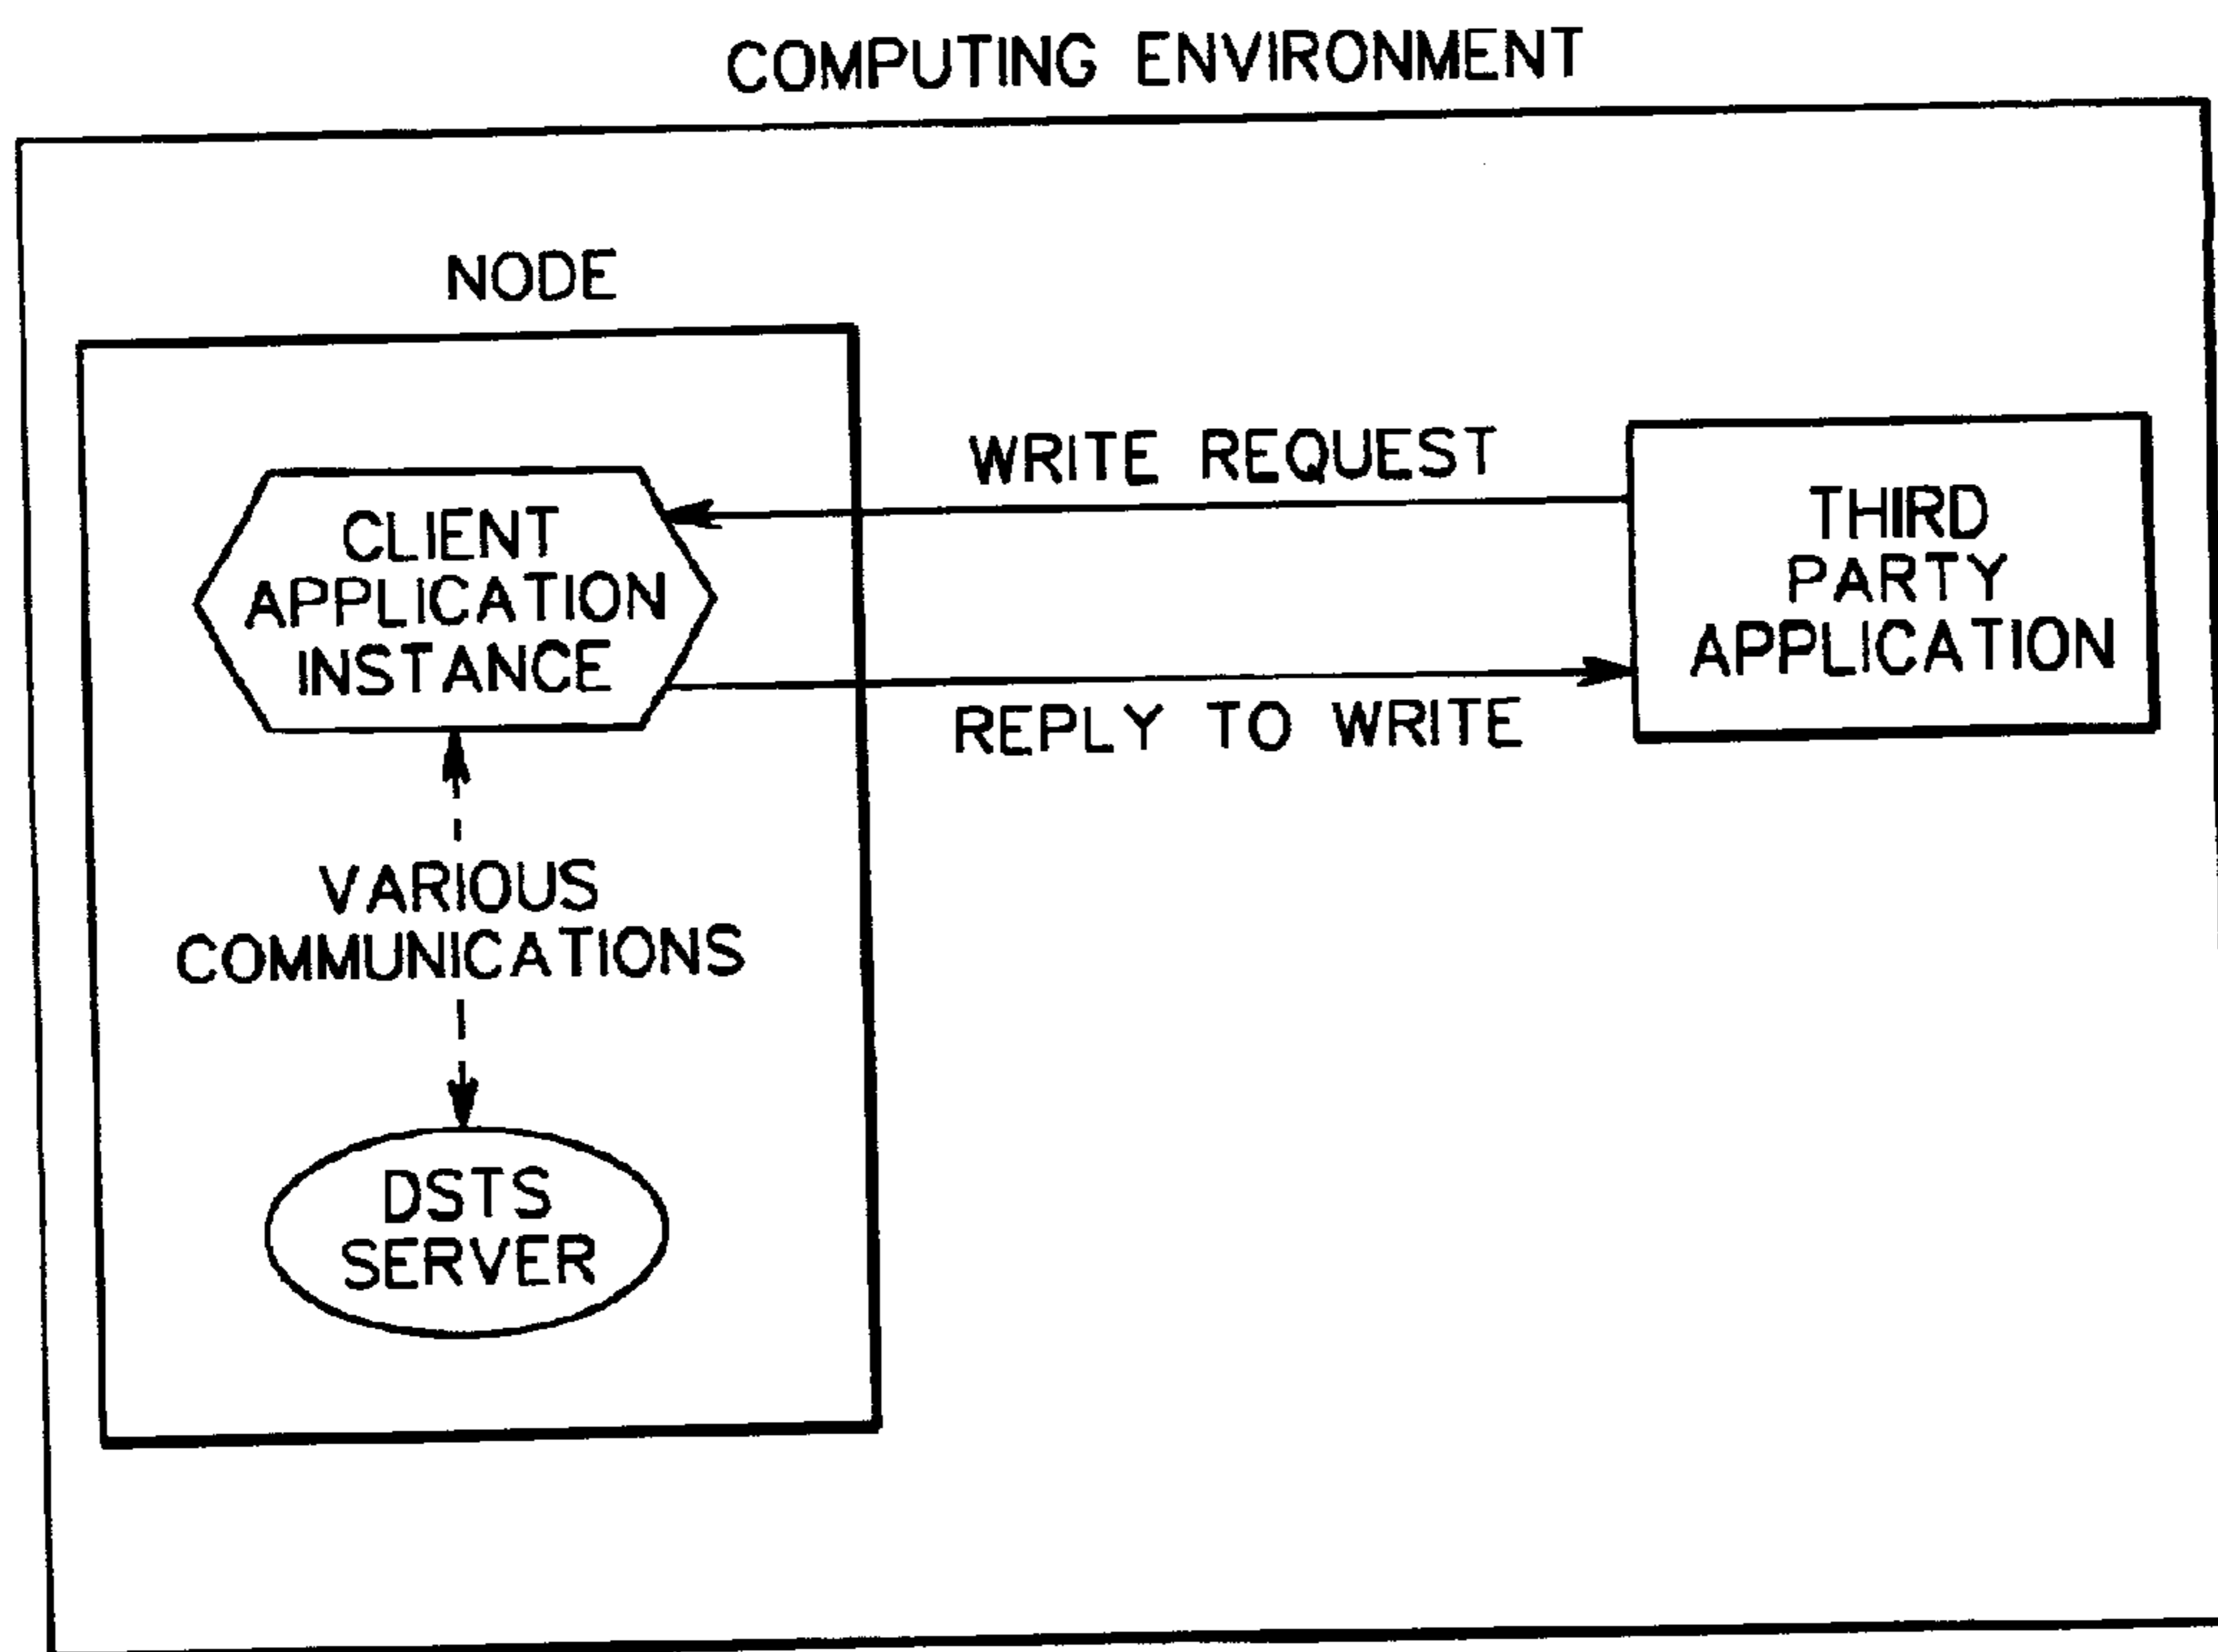 COMPUTING ENVIRONMENT
NODE
WRITE REQUEST
CLIENT
APPLICATION
INSTANCE
THIRD
PARTY
APPLICATION
REPLY TO WRITE
VARIOUS
COMMUNICATIONS
DSTS
SERVER